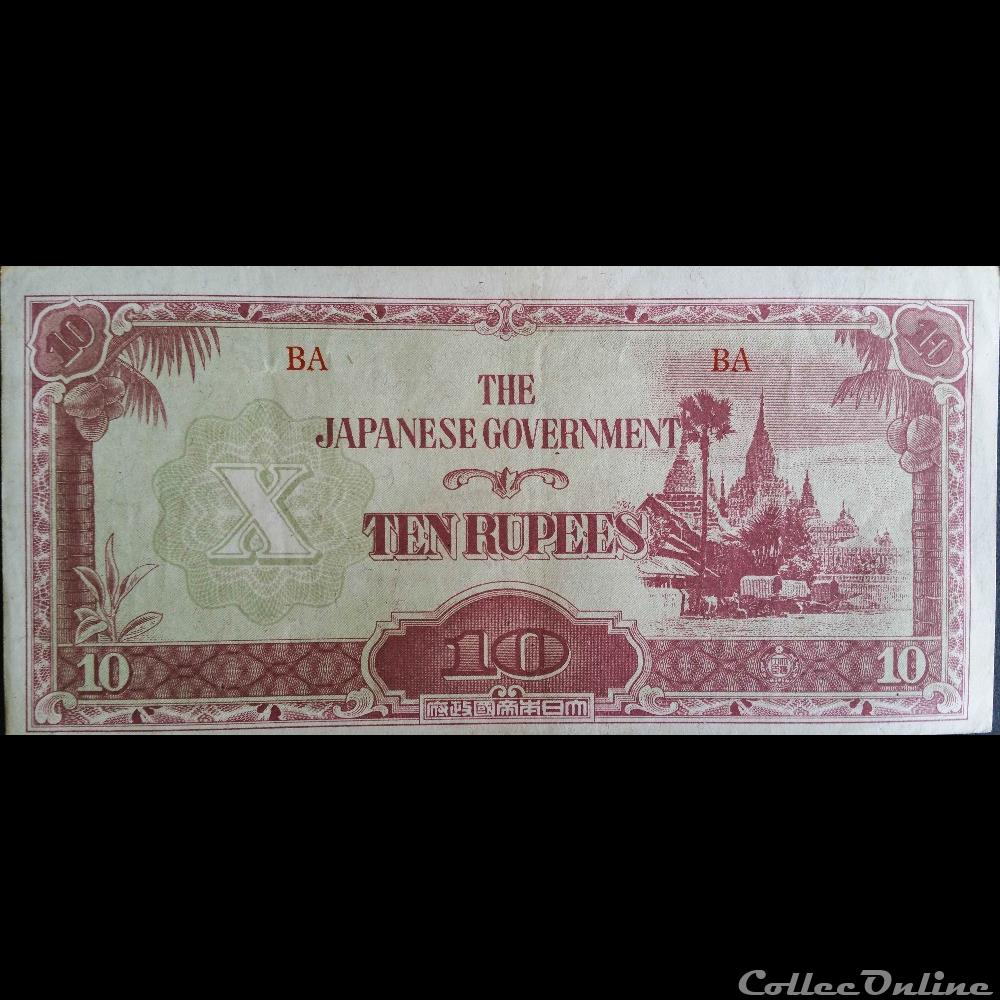 10 10
BA BA
THE
JAPANESE GOVERNMENT
X
TEN RUPEES
10 10 10
府政國帝本日大
ColleeOnline